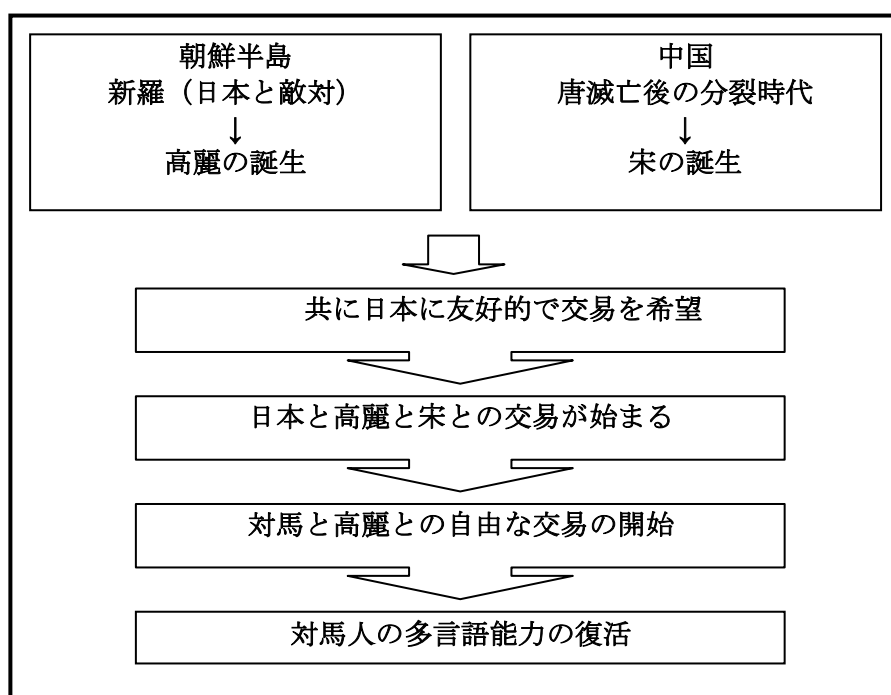 朝鮮半島
新羅（日本と敵対）
↓
高麗の誕生
中国
唐滅亡後の分裂時代
↓
宋の誕生
共に日本に友好的で交易を希望
日本と高麗と宋との交易が始まる
対馬と高麗との自由な交易の開始
対馬人の多言語能力の復活